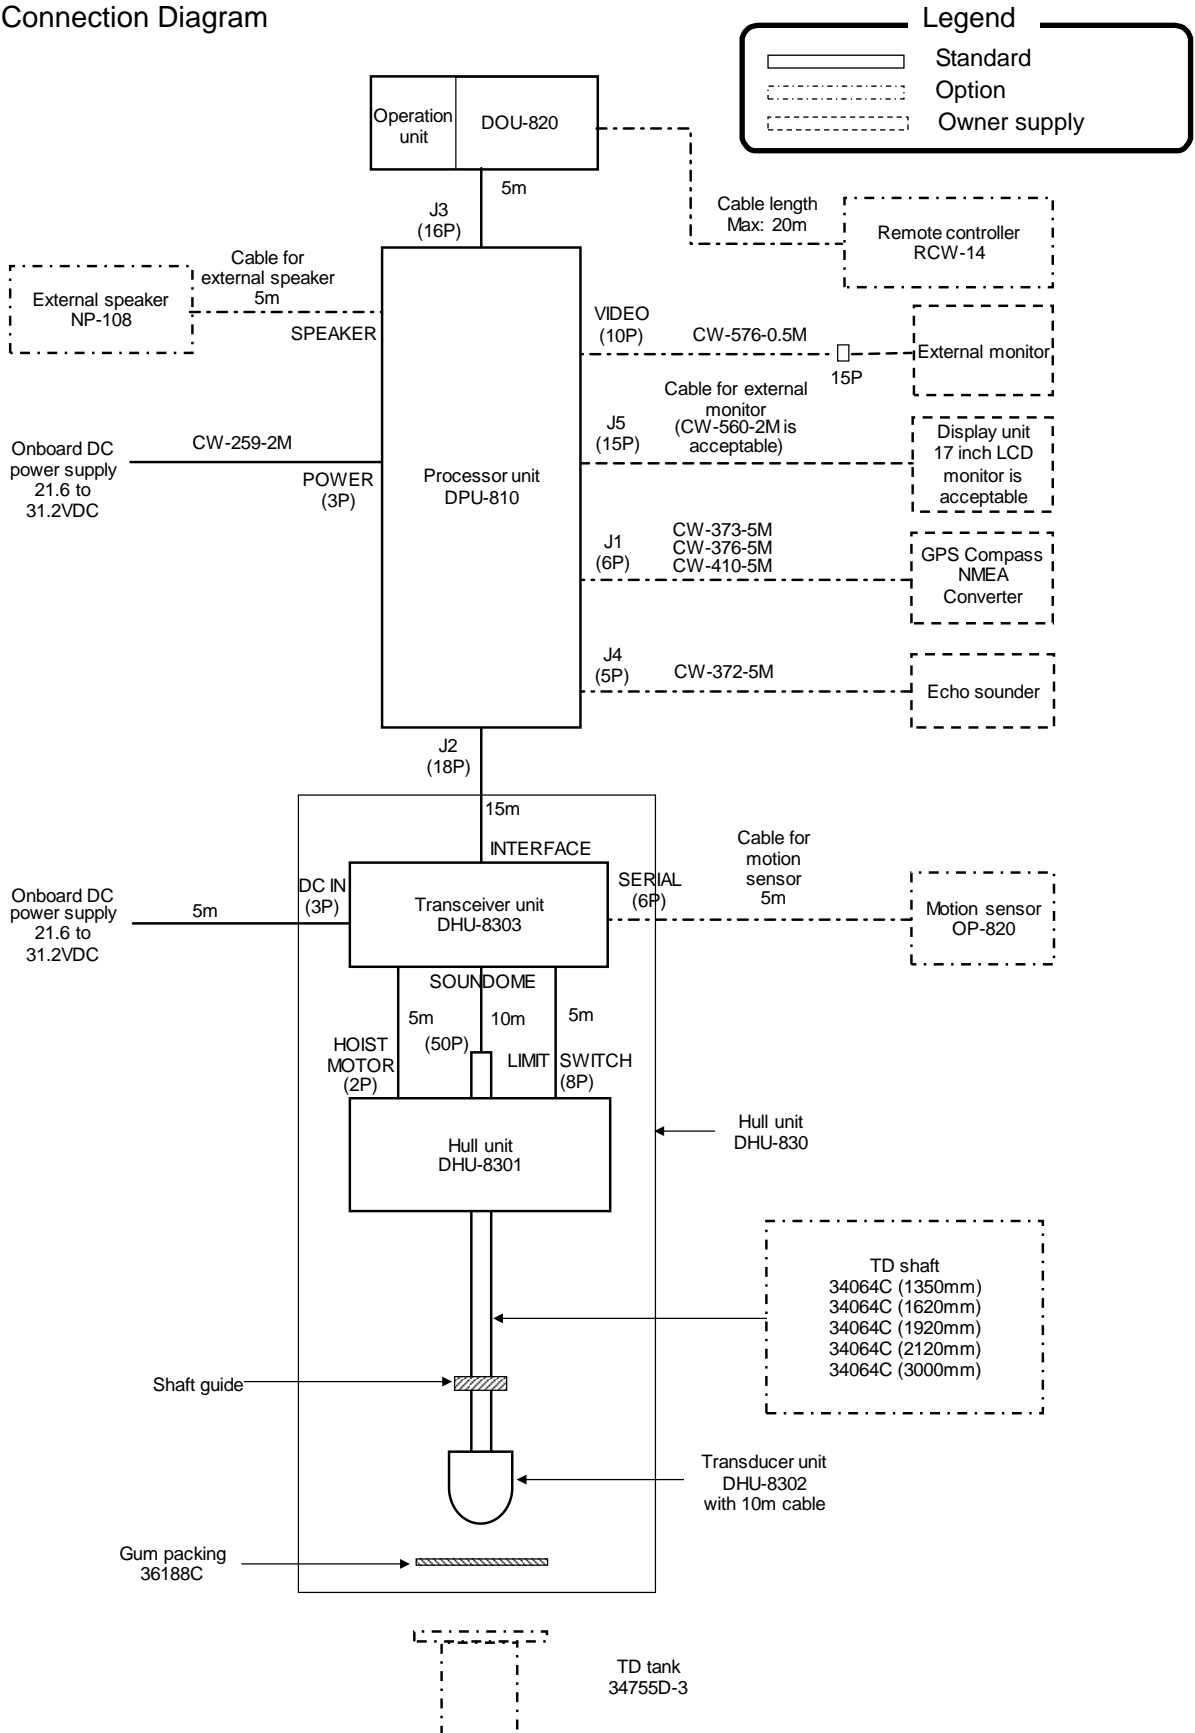 Connection Diagram
Legend
Standard
Option
Owner supply
Operation
unit
DOU-820
5m
J3
(16P)
Cable length
Max: 20m
Remote controller
RCW-14
Cable for
external speaker
5m
External speaker
NP-108
SPEAKER
VIDEO
(10P)
CW-576-0.5M
15P
External monitor
Cable for external
monitor
(CW-560-2M is
acceptable)
J5
(15P)
Display unit
17 inch LCD
monitor is
acceptable
Onboard DC
power supply
21.6 to
31.2VDC
CW-259-2M
POWER
(3P)
Processor unit
DPU-810
J1
(6P)
CW-373-5M
CW-376-5M
CW-410-5M
GPS Compass
NMEA
Converter
J4
(5P)
CW-372-5M
Echo sounder
J2
(18P)
15m
INTERFACE
Onboard DC
power supply
21.6 to
31.2VDC
5m
DC IN
(3P)
Transceiver unit
DHU-8303
SERIAL
(6P)
Cable for
motion
sensor
5m
Motion sensor
OP-820
SOUNDOME
5m
10m
5m
HOIST
MOTOR
(2P)
(50P)
LIMIT SWITCH
(8P)
Hull unit
DHU-8301
Hull unit
DHU-830
TD shaft
34064C (1350mm)
34064C (1620mm)
34064C (1920mm)
34064C (2120mm)
34064C (3000mm)
Shaft guide
Transducer unit
DHU-8302
with 10m cable
Gum packing
36188C
TD tank
34755D-3